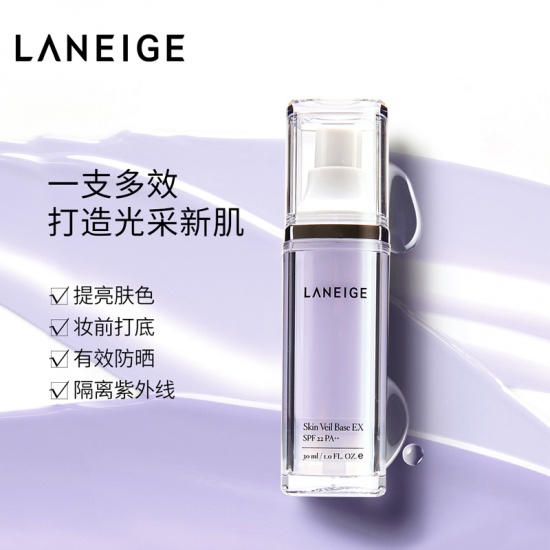 LANEIGE
一支多效
打造光采新肌
☑ 提亮肤色
☑ 妆前打底
☑ 有效防晒
☑ 隔离紫外线
LANEIGE
Skin Veil Base EX
SPF 22 PA++
30 ml / 1.0 FL. OZ. e